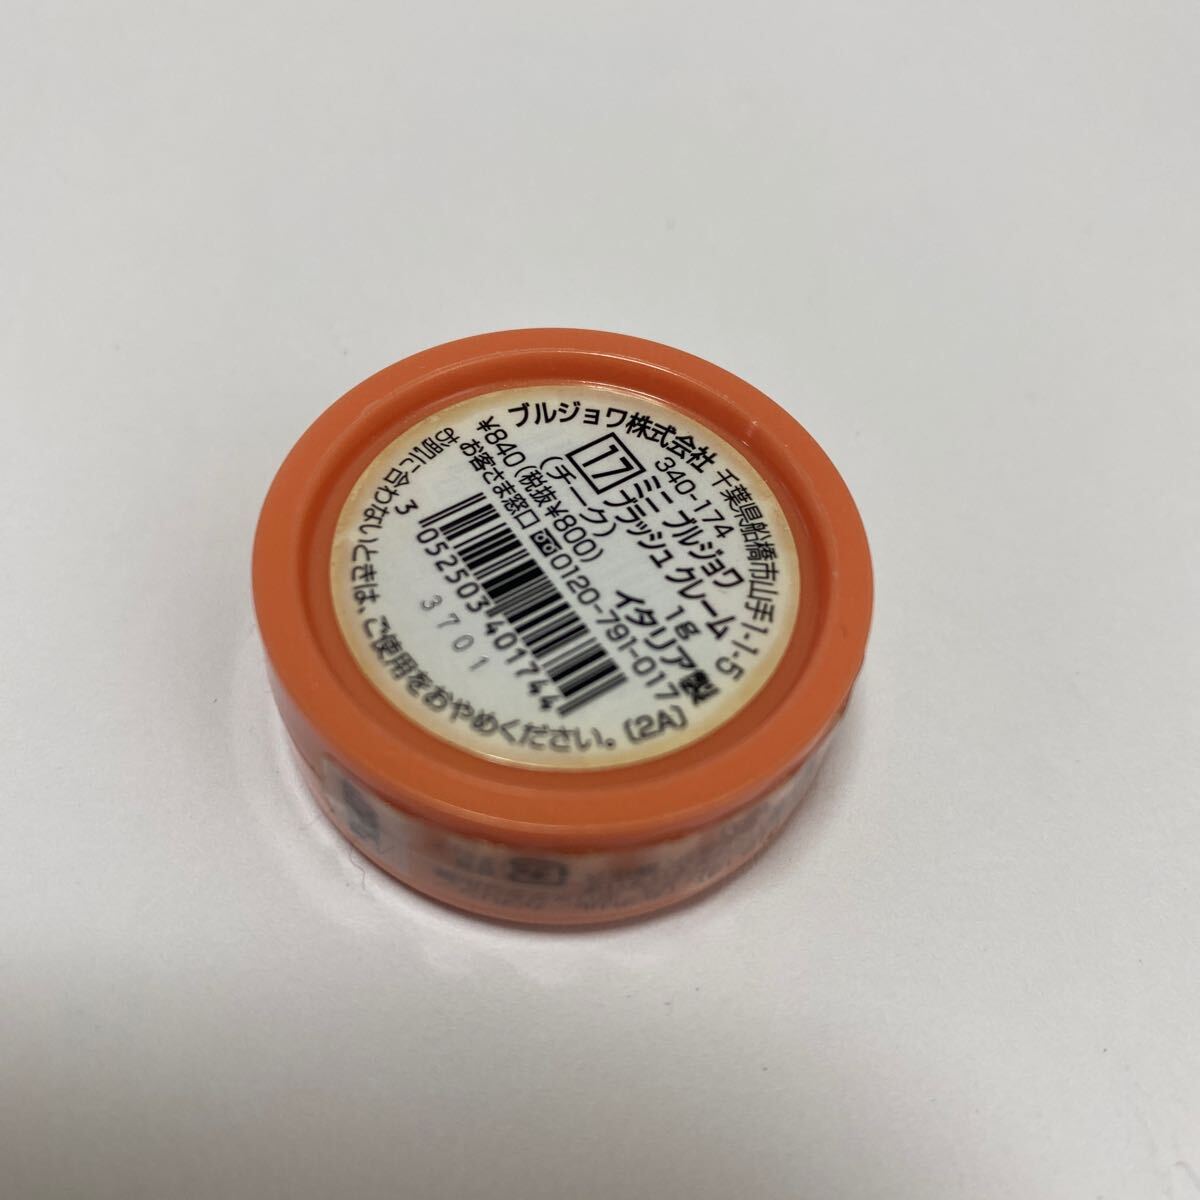 ブルジョワ株式会社 千葉県船橋市山手1-1-5
340-174
17 ミニ ブルジョワ
ブラッシュ クレーム
(チーク) 1g
¥840(税抜¥800) イタリア製
お客さま窓口 0120-791-017
3 052503 401744
3701
お肌に合わないときは、ご使用をおやめください。〔2A〕